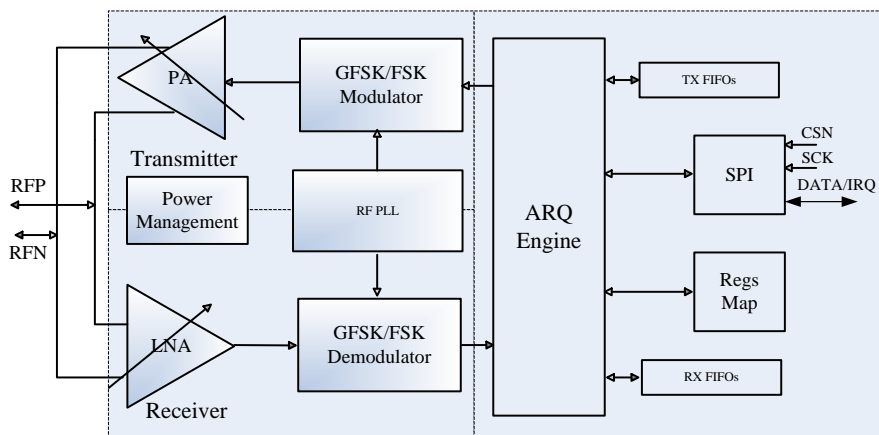 PA
GFSK/FSK
Modulator
Transmitter
TX FIFOs
CSN
SCK
SPI
DATA/IRQ
RFP
RFN
Power
Management
RF PLL
ARQ
Engine
Regs
Map
LNA
GFSK/FSK
Demodulator
Receiver
RX FIFOs